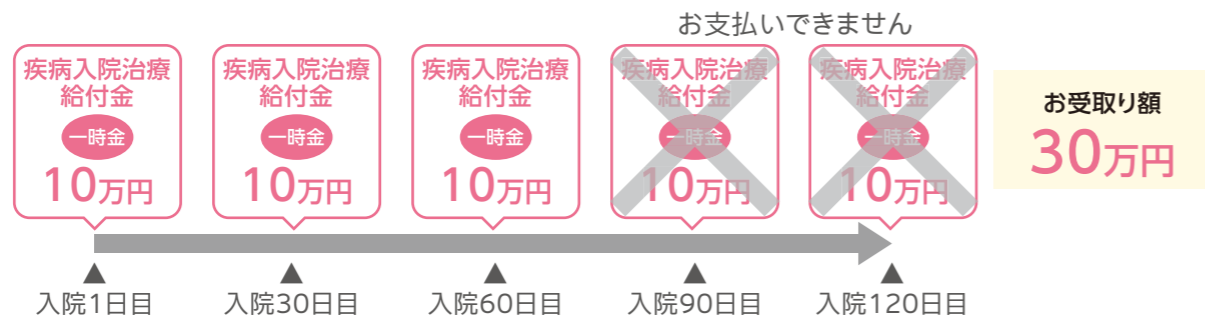 お支払いできません
疾病入院治療
給付金
一時金
10万円
疾病入院治療
給付金
一時金
10万円
疾病入院治療
給付金
一時金
10万円
疾病入院治療
給付金
一時金
10万円
疾病入院治療
給付金
一時金
10万円
お受取り額
30万円
入院1日目
入院30日目
入院60日目
入院90日目
入院120日目